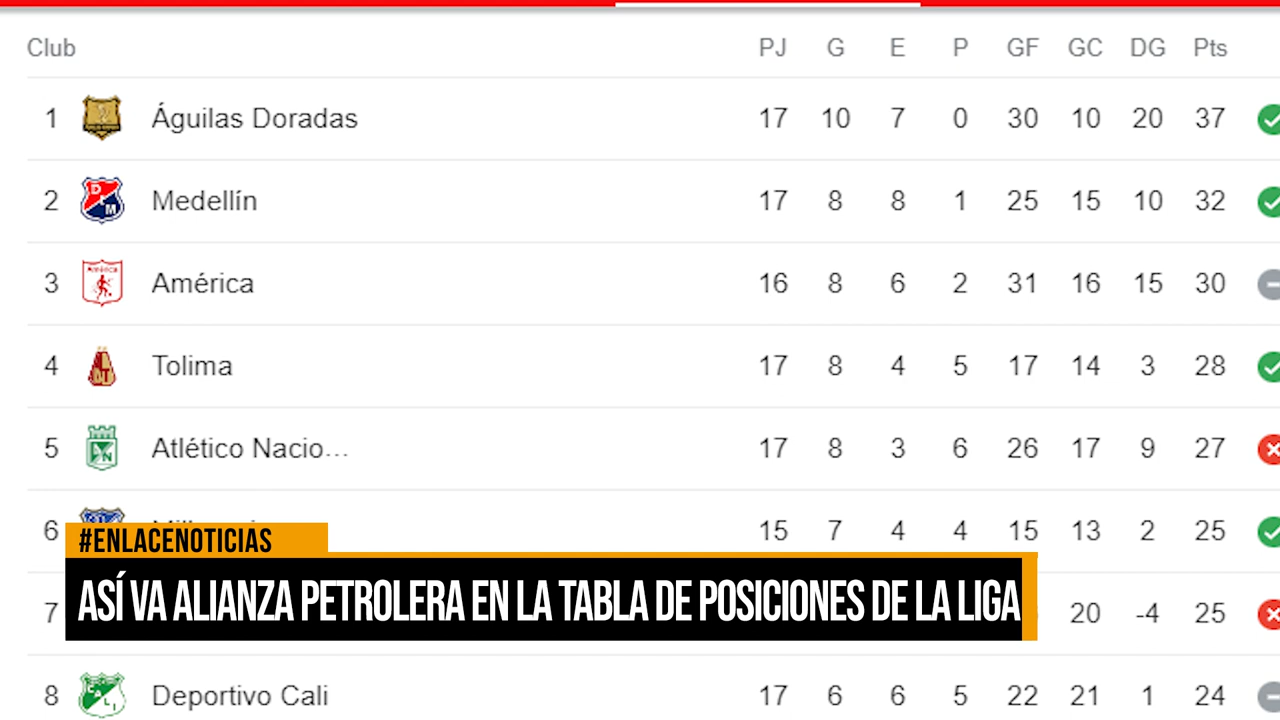 Club PJ G E P GF GC DG Pts
1 Águilas Doradas 17 10 7 0 30 10 20 37
2 Medellín 17 8 8 1 25 15 10 32
3 América 16 8 6 2 31 16 15 30
4 Tolima 17 8 4 5 17 14 3 28
5 Atlético Nacio... 17 8 3 6 26 17 9 27
6 15 7 4 4 15 13 2 25
#ENLACENOTICIAS
7 20 -4 25
ASÍ VA ALIANZA PETROLERA EN LA TABLA DE POSICIONES DE LA LIGA
8 Deportivo Cali 17 6 6 5 22 21 1 24